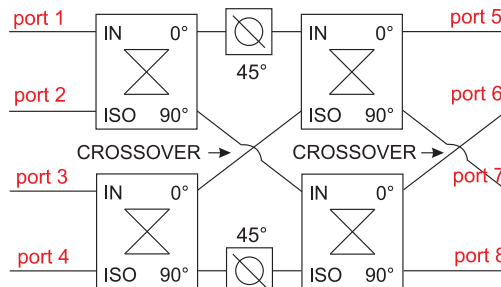 port 1
IN 0°
IN 0°
port 5
port 2
45°
port 6
ISO 90°
ISO 90°
CROSSOVER
CROSSOVER
port 3
IN 0°
IN 0°
port 7
port 4
45°
port 8
ISO 90°
ISO 90°